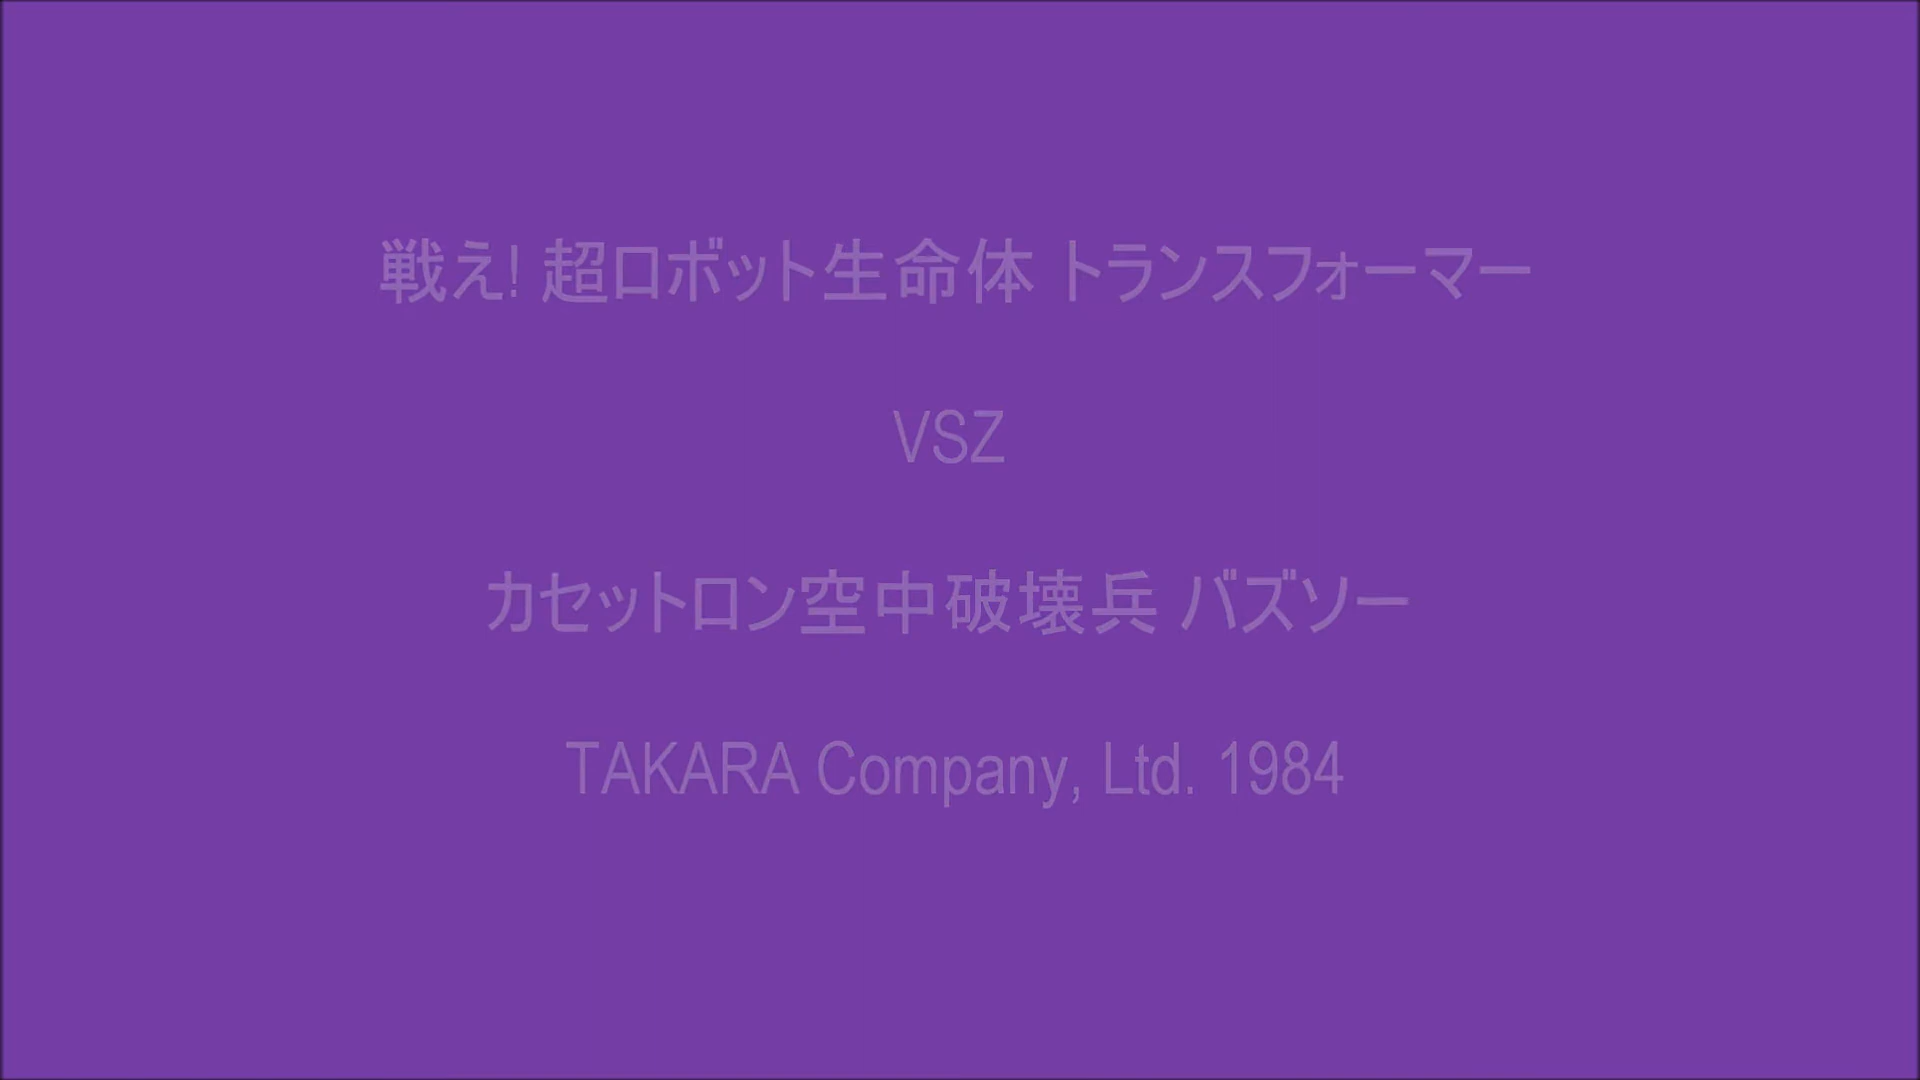 戦え! 超ロボット生命体 トランスフォーマー
VSZ
カセットロン空中破壊兵 バズソー
TAKARA Company, Ltd. 1984